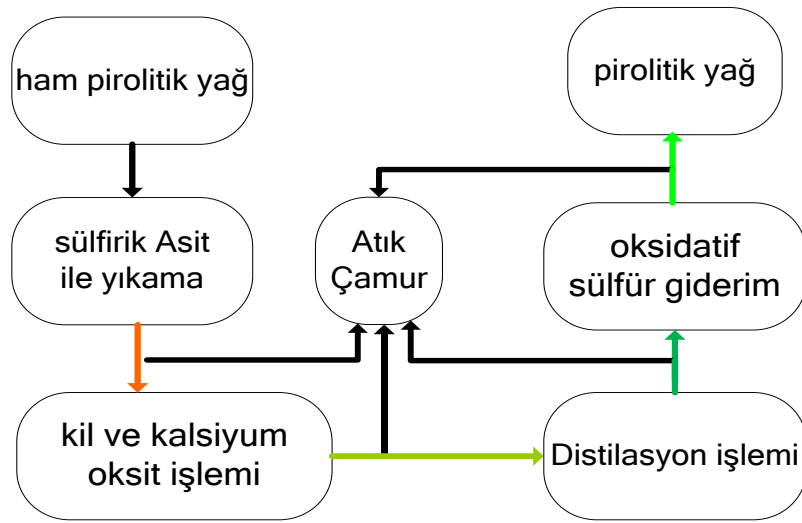 ham pirolitik yağ
pirolitik yağ
sülfirik Asit
ile yıkama
Atık
Çamur
oksidatif
sülfür giderim
kil ve kalsiyum
oksit işlemi
Distilasyon işlemi